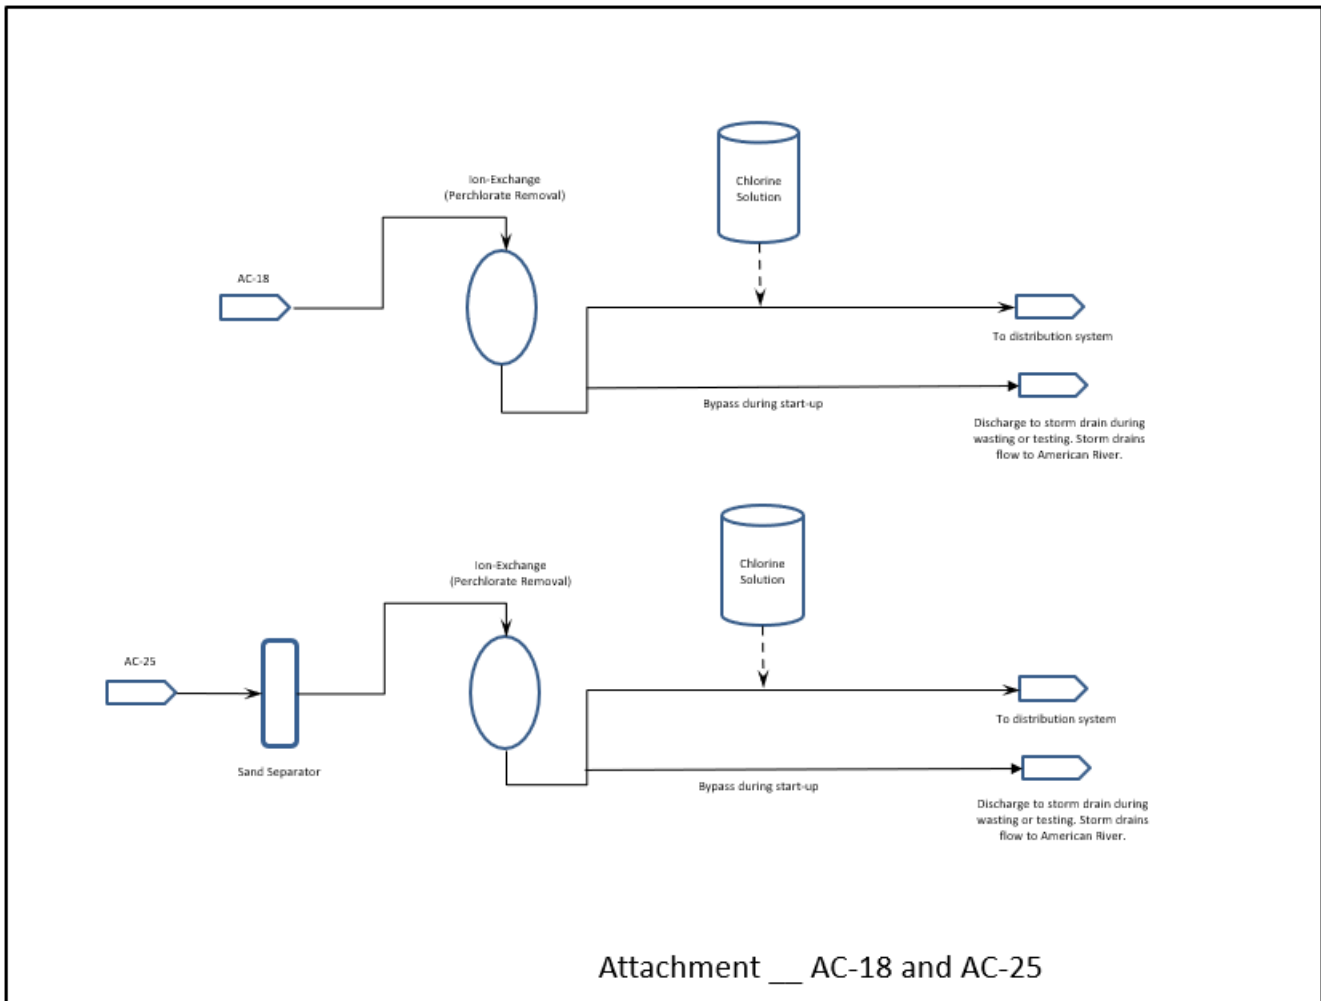 Ion-Exchange
(Perchlorate Removal)
Chlorine
Solution
AC-18
To distribution system
Bypass during start-up
Discharge to storm drain during
wasting or testing. Storm drains
flow to American River.
Ion-Exchange
(Perchlorate Removal)
Chlorine
Solution
AC-25
Sand Separator
To distribution system
Bypass during start-up
Discharge to storm drain during
wasting or testing. Storm drains
flow to American River.
Attachment __ AC-18 and AC-25